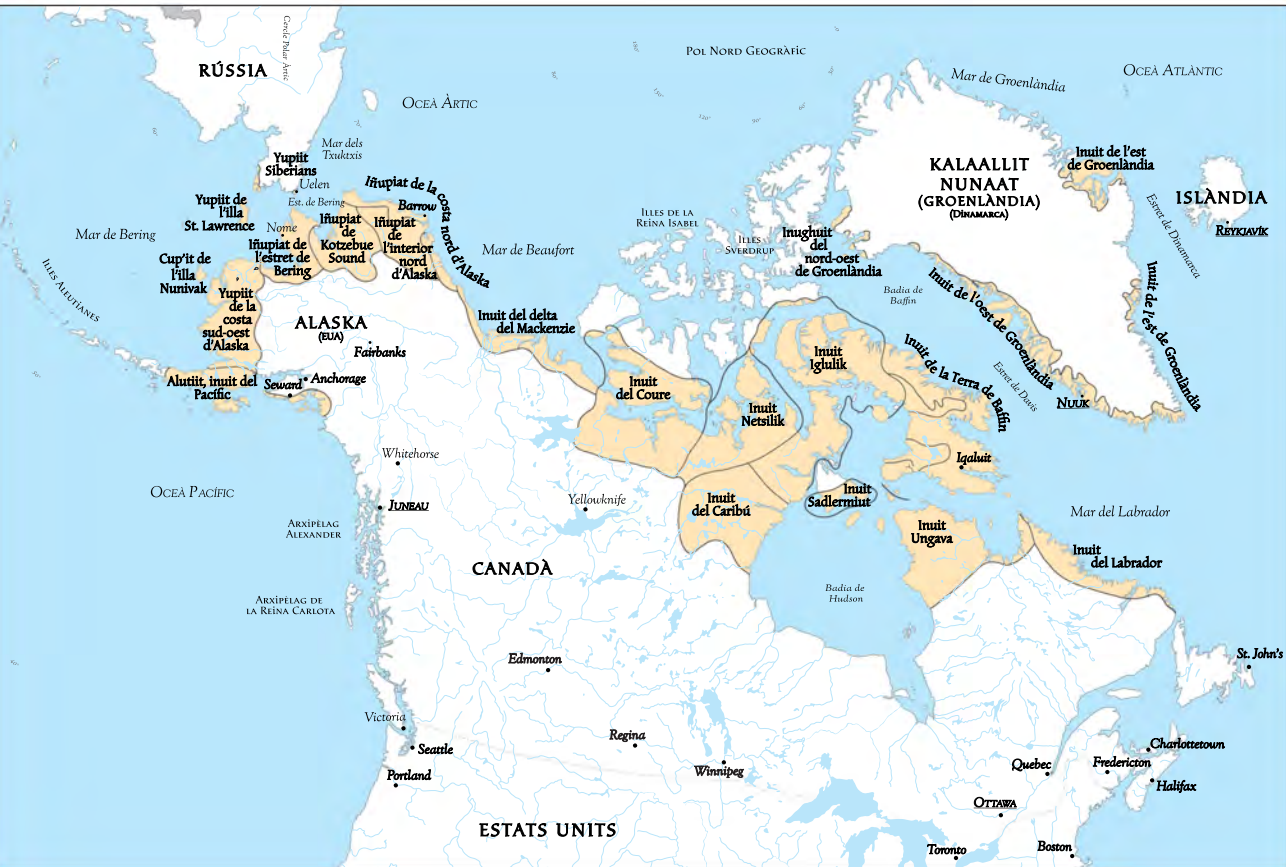 Cercle Polar Àrtic
RÚSSIA
Pol Nord Geogràfic
Oceà Àrtic
Mar de Groenlàndia
Oceà Atlàntic
Mar dels
Txuktxis
Yupiit
Siberians
Uelen
Est. de Bering
Iñupiat de la costa nord d'Alaska
Barrow
Inuit de l'est
de Groenlàndia
KALAALLIT
NUNAAT
(GROENLÀNDIA)
(Dinamarca)
ISLÀNDIA
Reykjavík
Estret de Dinamarca
Yupiit de
l'illa
St. Lawrence
Nome
Mar de Bering
Iñupiat de
l'estret de
Bering
Iñupiat
de
Kotzebue
Sound
Iñupiat
de
l'interior
nord
d'Alaska
Mar de Beaufort
Illes de la
Reina Isabel
Illes
Sverdrup
Inughuit
del
nord-oest
de Groenlàndia
Cup'it de
l'illa
Nunivak
Illes Aleutianes
Yupiit
de la
costa
sud-oest
d'Alaska
Badia de
Baffin
Inuit de l'oest de Groenlàndia
Inuit de l'est de Groenlàndia
ALASKA
(EUA)
Fairbanks
Inuit del delta
del Mackenzie
Inuit
Iglulik
Inuit de la Terra de Baffin
Estret de Davis
Nuuk
Alutiit, inuit del
Pacífic
Seward
Anchorage
Inuit
del Coure
Inuit
Netsilik
Whitehorse
Iqaluit
Oceà Pacífic
Juneau
Yellowknife
Inuit
del Caribú
Inuit
Sadlermiut
Arxipèlag
Alexander
Inuit
Ungava
Mar del Labrador
Inuit
del Labrador
CANADÀ
Arxipèlag de
la Reina Carlota
Badia de
Hudson
Edmonton
St. John's
Victoria
Seattle
Regina
Winnipeg
Portland
Quebec
Charlottetown
Fredericton
Halifax
Ottawa
ESTATS UNITS
Toronto
Boston